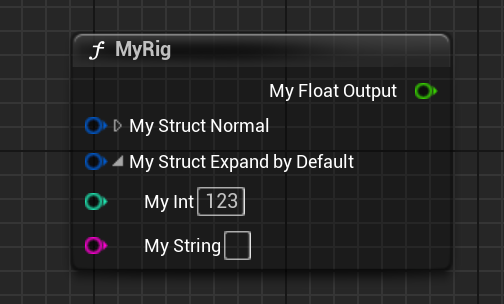 f MyRig
My Float Output
My Struct Normal
My Struct Expand by Default
My Int 123
My String